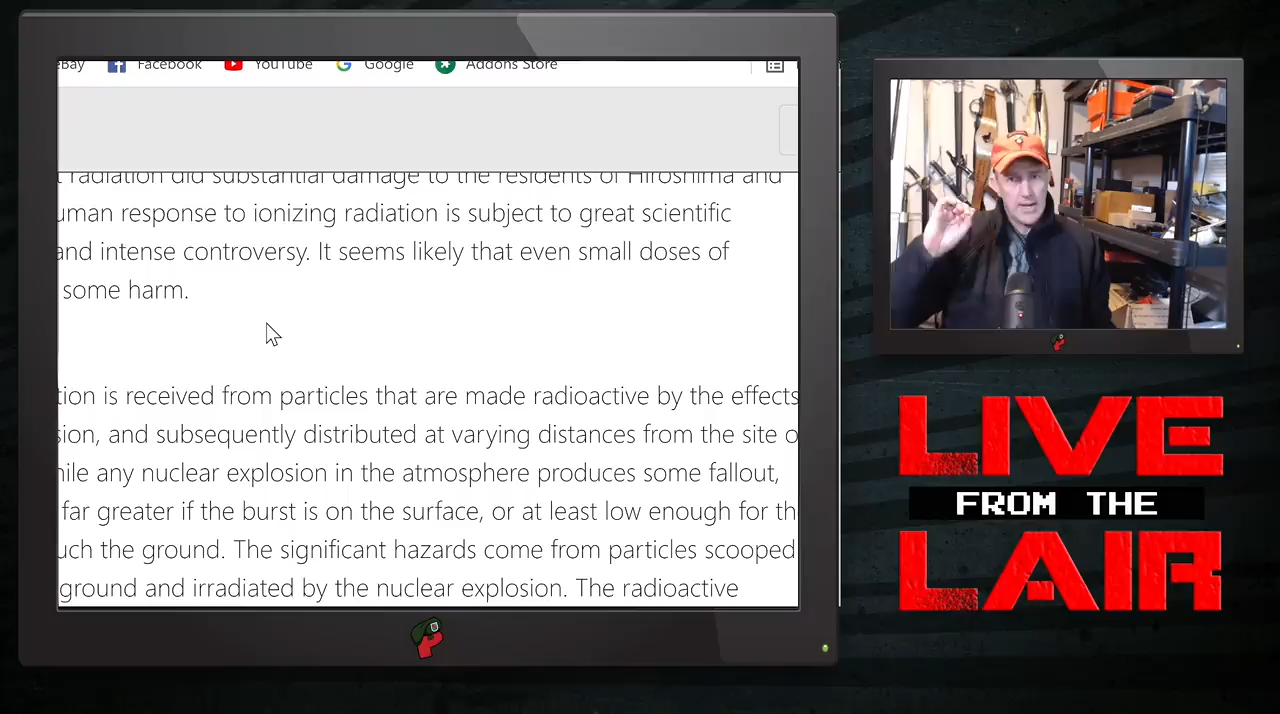 eBay Facebook YouTube Google Addons Store
t radiation did substantial damage to the residents of Hiroshima and
uman response to ionizing radiation is subject to great scientific
and intense controversy. It seems likely that even small doses of
some harm.
tion is received from particles that are made radioactive by the effects
sion, and subsequently distributed at varying distances from the site o
hile any nuclear explosion in the atmosphere produces some fallout,
far greater if the burst is on the surface, or at least low enough for th
uch the ground. The significant hazards come from particles scooped
ground and irradiated by the nuclear explosion. The radioactive
LIVE
FROM THE
LAIR